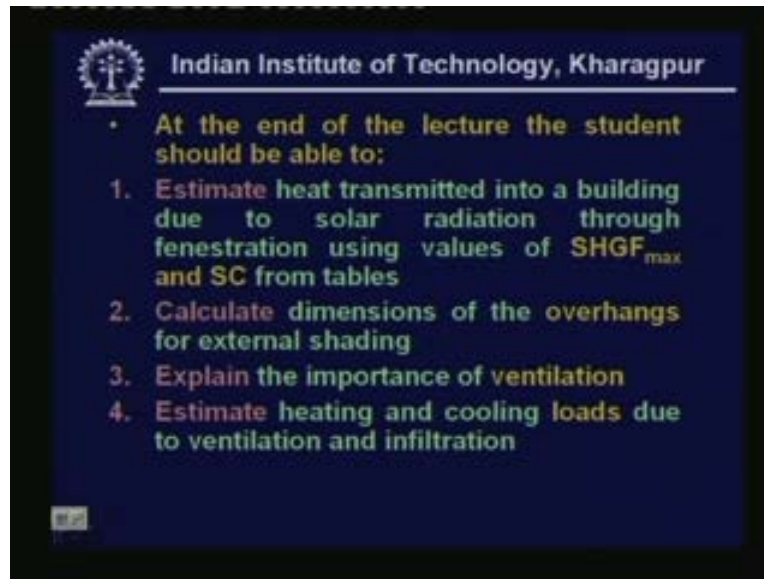 Indian Institute of Technology, Kharagpur
• At the end of the lecture the student
should be able to:
1. Estimate heat transmitted into a building
due to solar radiation through
fenestration using values of SHGFmax
and SC from tables
2. Calculate dimensions of the overhangs
for external shading
3. Explain the importance of ventilation
4. Estimate heating and cooling loads due
to ventilation and infiltration